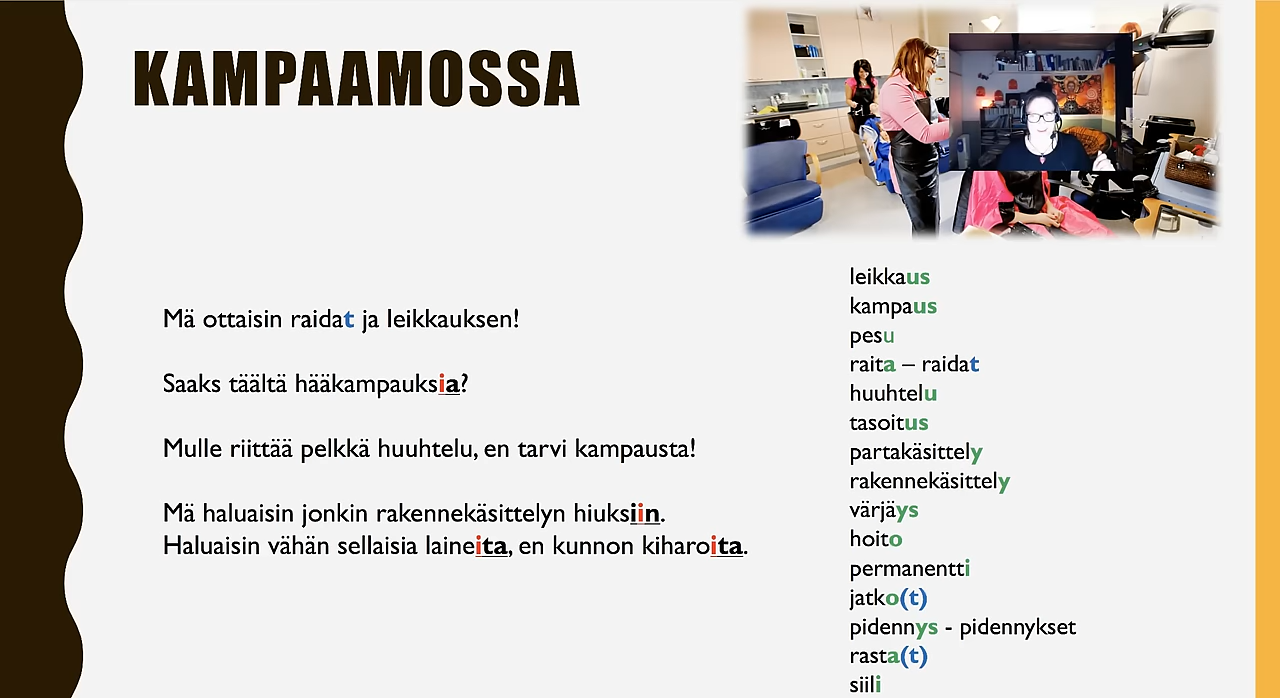 KAMPAAMOSSA
Mä ottaisin raidat ja leikkauksen!
Saaks täältä hääkampauksia?
Mulle riittää pelkkä huuhtelu, en tarvi kampausta!
Mä haluaisin jonkin rakennekäsittelyn hiuksiin.
Haluaisin vähän sellaisia laineita, en kunnon kiharoita.
leikkaus
kampaus
pesu
raita – raidat
huuhtelu
tasoitus
partakäsittely
rakennekäsittely
värjäys
hoito
permanentti
jatko(t)
pidennys - pidennykset
rasta(t)
siili